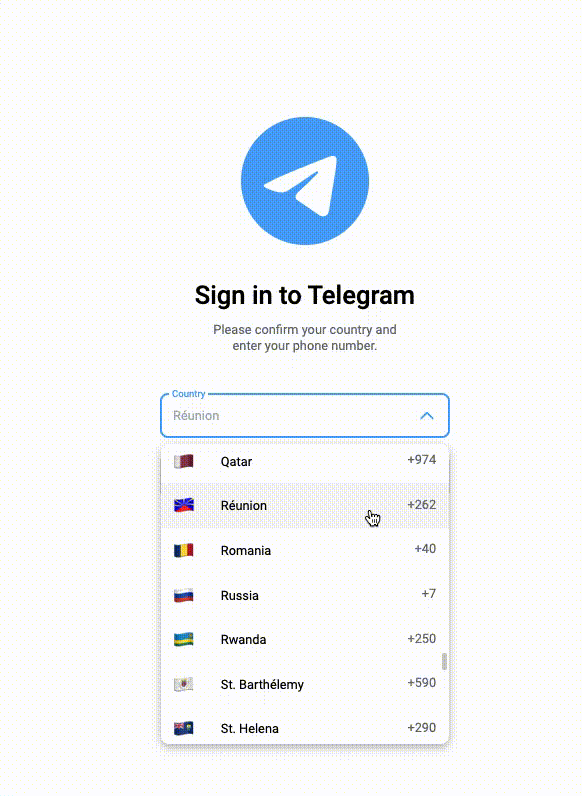 Sign in to Telegram
Please confirm your country and
enter your phone number.
Country
Réunion
Qatar +974
Réunion +262
Romania +40
Russia +7
Rwanda +250
St. Barthélemy +590
St. Helena +290